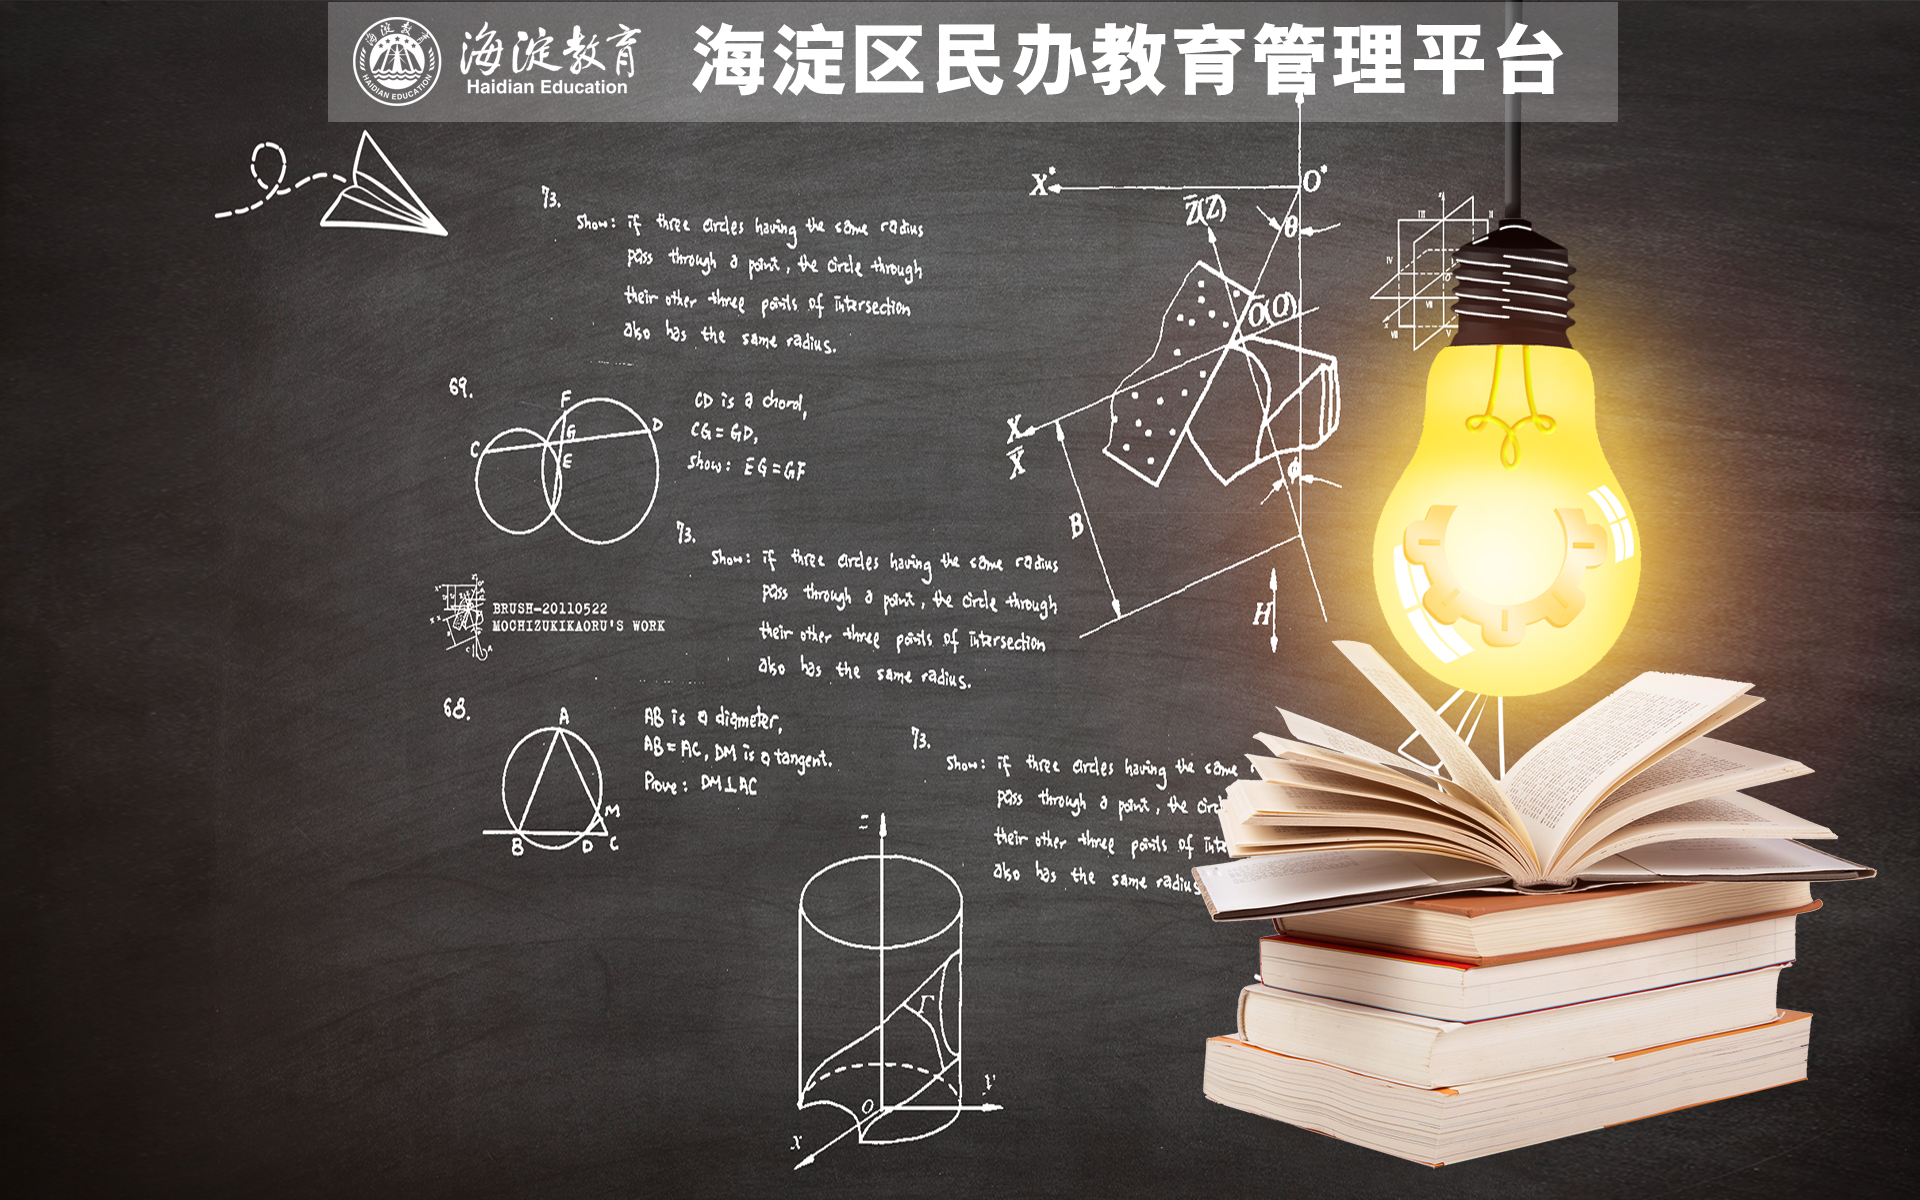 海淀教育
Haidian Education
HAIDIAN EDUCATION
海淀区民办教育管理平台
73.
Show: if three circles having the same radius
pass through a point, the circle through
their other three points of intersection
also has the same radius.
X*
O*
Z̅(Z)
θ
O̅(O)
III
II
IV
VII
VIII
V
69.
F
C
G
D
E
CD is a chord,
CG = GD,
Show: EG = GF
X
X̅
B
φ
H
73.
Show: if three circles having the same radius
pass through a point, the circle through
their other three points of intersection
also has the same radius.
BRUSH-20110522
MOCHIZUKIKAORU'S WORK
68.
A
M
B
D
C
AB is a diameter,
AB = AC, DM is a tangent.
Prove: DM⊥AC
73.
Show: if three circles having the same
pass through a point, the circ
their other three points of inte
also has the same radius
z
Γ
O
y
x